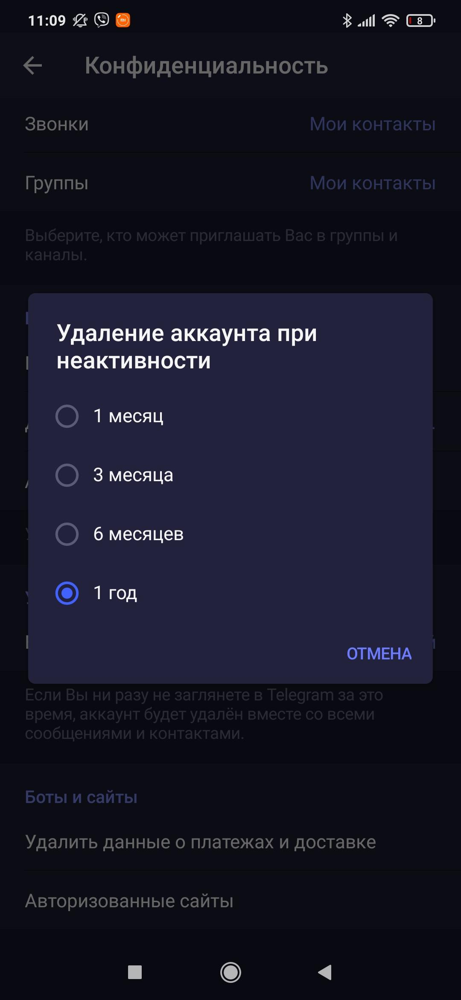 11:09
8
Конфиденциальность
Звонки Мои контакты
Группы Мои контакты
Выберите, кто может приглашать Вас в группы и
каналы.
Удаление аккаунта при
неактивности
1 месяц
3 месяца
6 месяцев
1 год
ОТМЕНА
Если Вы ни разу не заглянете в Telegram за это
время, аккаунт будет удалён вместе со всеми
сообщениями и контактами.
Боты и сайты
Удалить данные о платежах и доставке
Авторизованные сайты